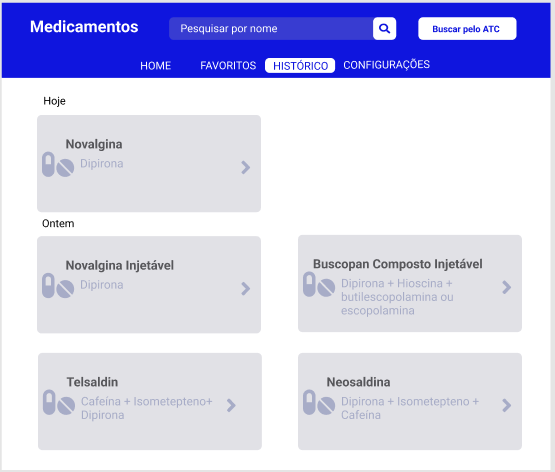 Medicamentos
Pesquisar por nome
Buscar pelo ATC
HOME
FAVORITOS
HISTÓRICO
CONFIGURAÇÕES
Hoje
Novalgina
Dipirona
Ontem
Novalgina Injetável
Dipirona
Buscopan Composto Injetável
Dipirona + Hioscina +
butilescopolamina ou
escopolamina
Telsaldin
Cafeína + Isometepteno+
Dipirona
Neosaldina
Dipirona + Isometepteno +
Cafeína